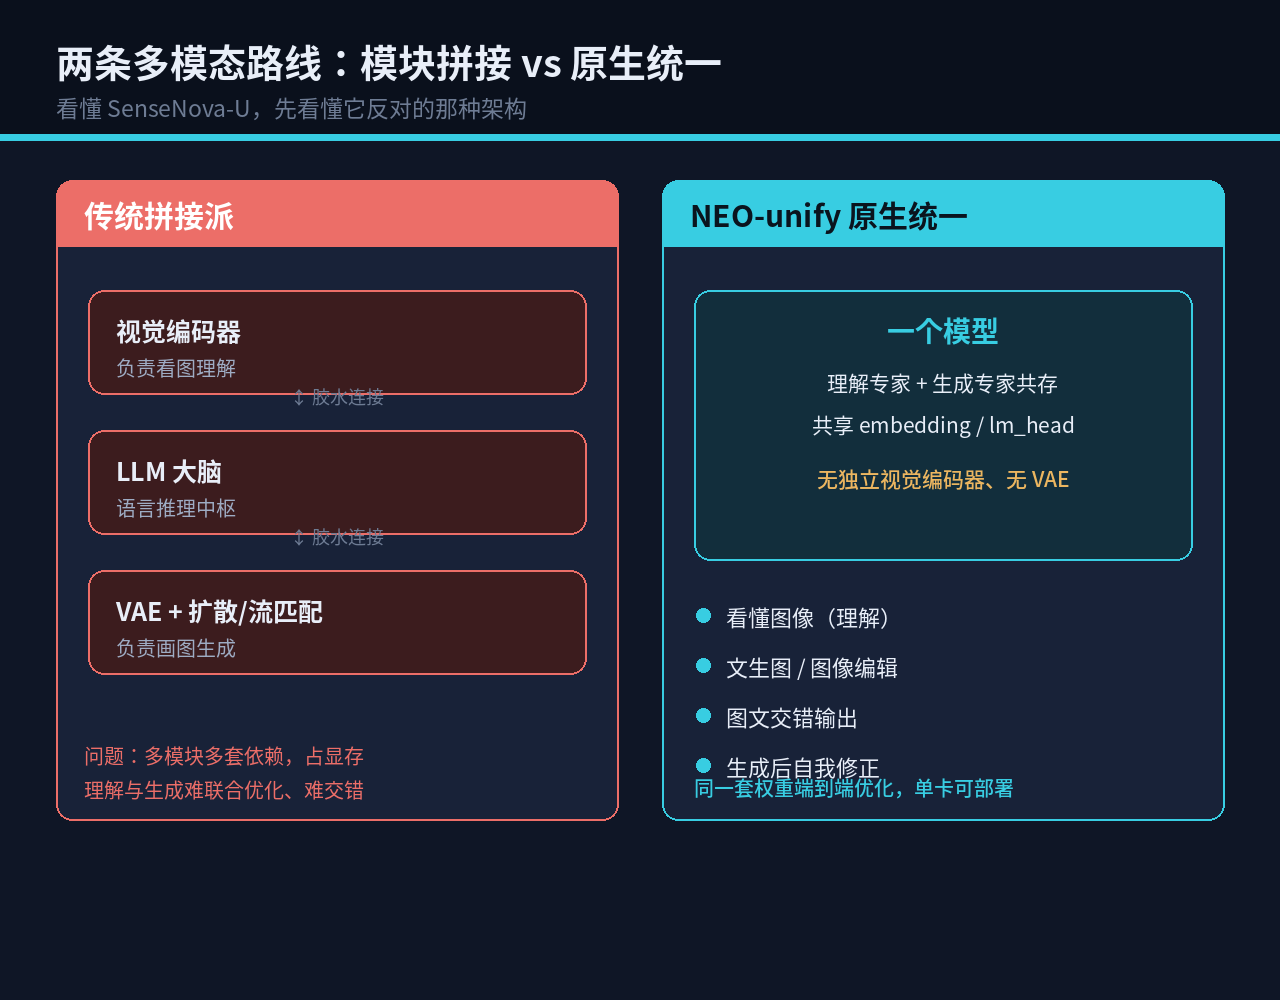 两条多模态路线：模块拼接 vs 原生统一
看懂 SenseNova-U，先看懂它反对的那种架构
传统拼接派
视觉编码器
负责看图理解
↕ 胶水连接
LLM 大脑
语言推理中枢
↕ 胶水连接
VAE + 扩散/流匹配
负责画图生成
问题：多模块多套依赖，占显存
理解与生成难联合优化、难交错
NEO-unify 原生统一
一个模型
理解专家 + 生成专家共存
共享 embedding / lm_head
无独立视觉编码器、无 VAE
看懂图像（理解）
文生图 / 图像编辑
图文交错输出
生成后自我修正
同一套权重端到端优化，单卡可部署